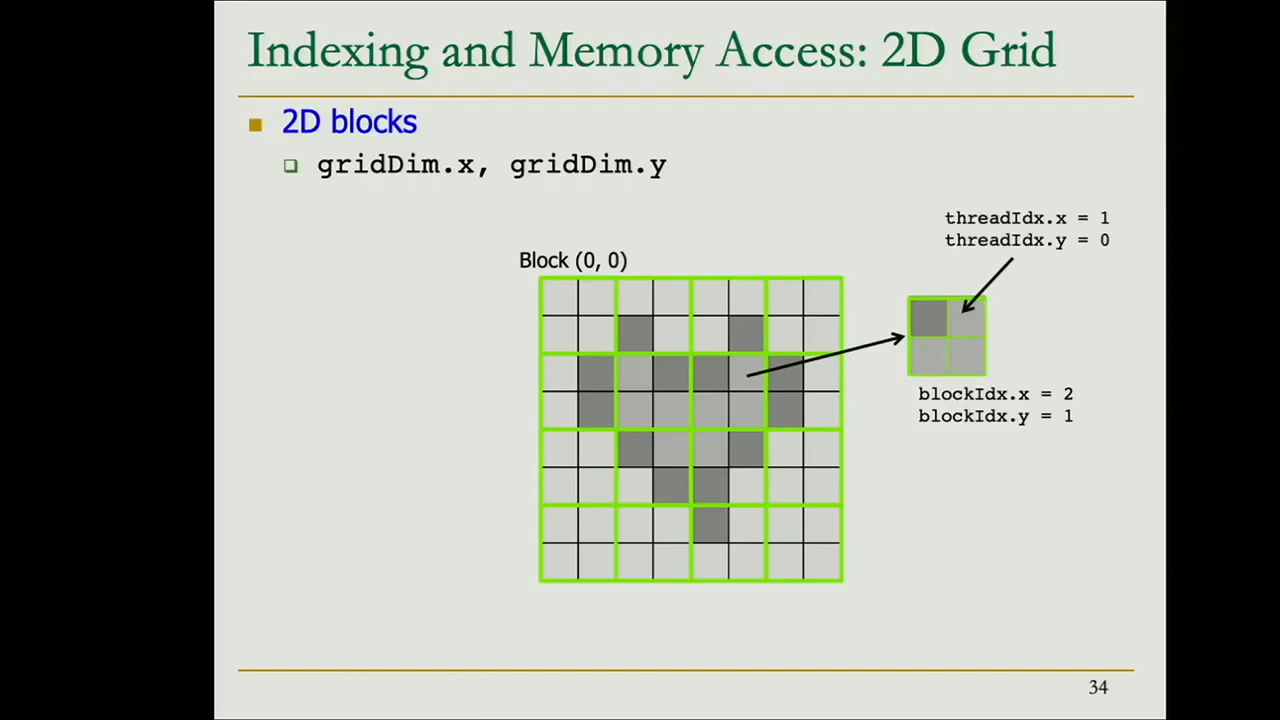 Indexing and Memory Access: 2D Grid
2D blocks
gridDim.x, gridDim.y
threadIdx.x = 1
threadIdx.y = 0
Block (0, 0)
blockIdx.x = 2
blockIdx.y = 1
34